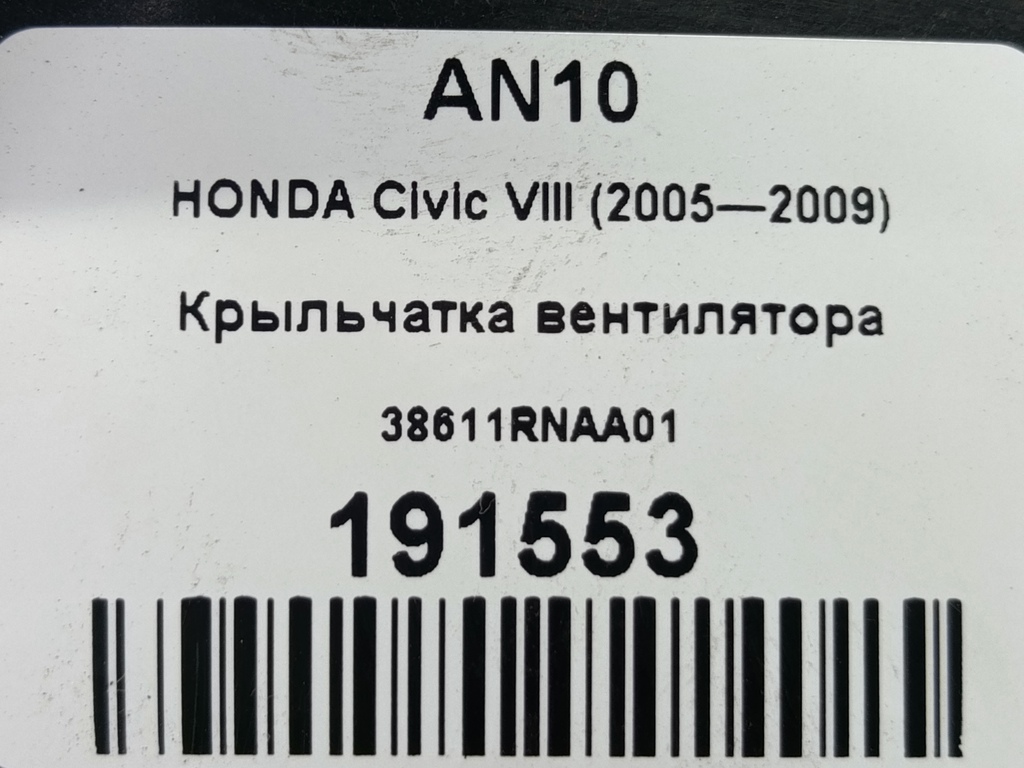 AN10
HONDA Civic VIII (2005—2009)
Крыльчатка вентилятора
38611RNAA01
191553